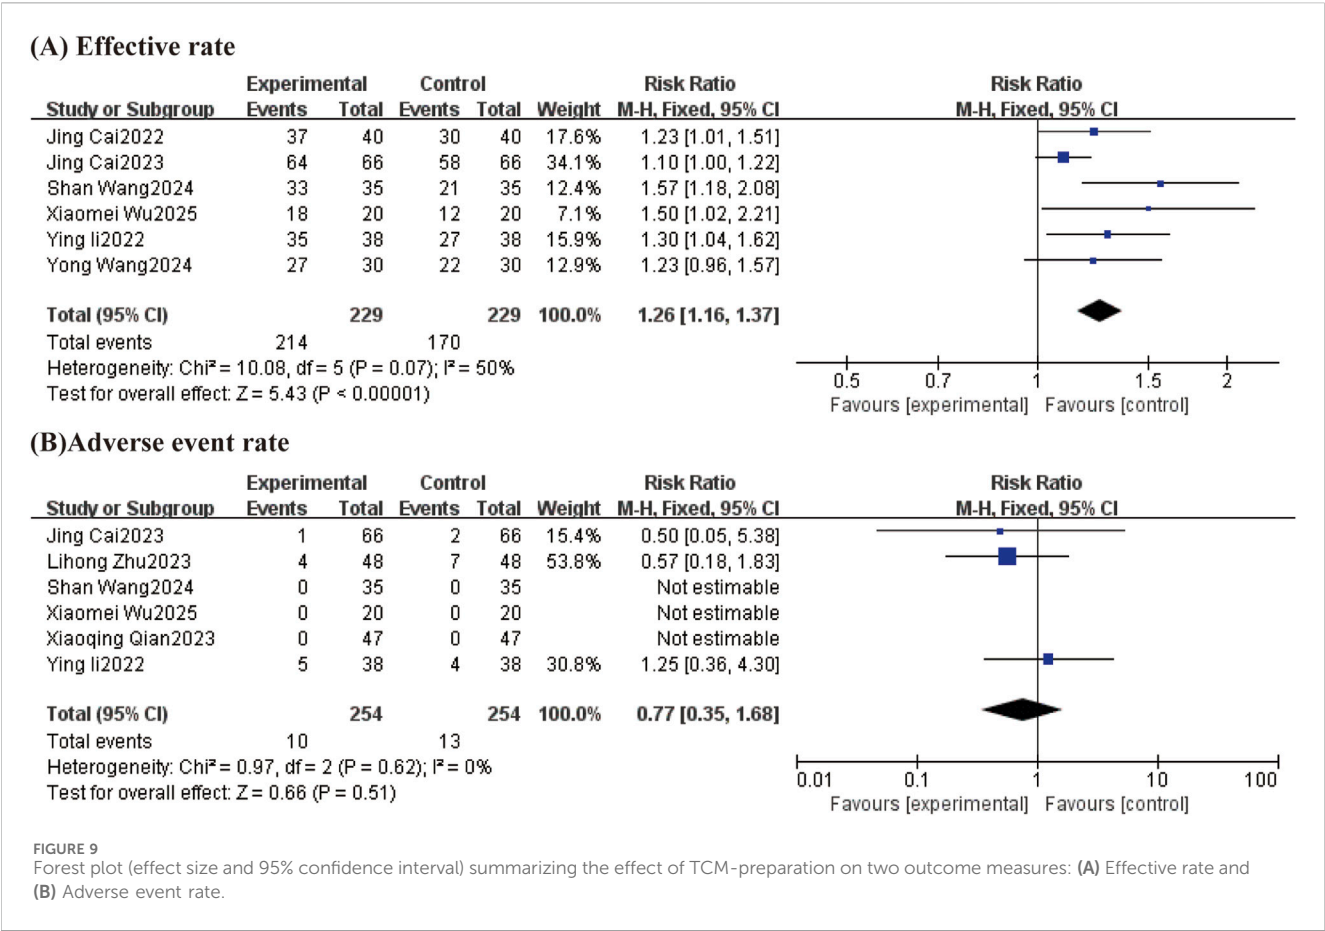 (A) Effective rate
Experimental Control Risk Ratio Risk Ratio
Study or Subgroup Events Total Events Total Weight M-H, Fixed, 95% CI M-H, Fixed, 95% CI
Jing Cai2022 37 40 30 40 17.6% 1.23 [1.01, 1.51]
Jing Cai2023 64 66 58 66 34.1% 1.10 [1.00, 1.22]
Shan Wang2024 33 35 21 35 12.4% 1.57 [1.18, 2.08]
Xiaomei Wu2025 18 20 12 20 7.1% 1.50 [1.02, 2.21]
Ying li2022 35 38 27 38 15.9% 1.30 [1.04, 1.62]
Yong Wang2024 27 30 22 30 12.9% 1.23 [0.96, 1.57]
Total (95% CI) 229 229 100.0% 1.26 [1.16, 1.37]
Total events 214 170
Heterogeneity: Chi² = 10.08, df = 5 (P = 0.07); I² = 50%
Test for overall effect: Z = 5.43 (P < 0.00001)
0.5 0.7 1 1.5 2
Favours [experimental] Favours [control]
(B)Adverse event rate
Experimental Control Risk Ratio Risk Ratio
Study or Subgroup Events Total Events Total Weight M-H, Fixed, 95% CI M-H, Fixed, 95% CI
Jing Cai2023 1 66 2 66 15.4% 0.50 [0.05, 5.38]
Lihong Zhu2023 4 48 7 48 53.8% 0.57 [0.18, 1.83]
Shan Wang2024 0 35 0 35 Not estimable
Xiaomei Wu2025 0 20 0 20 Not estimable
Xiaoqing Qian2023 0 47 0 47 Not estimable
Ying li2022 5 38 4 38 30.8% 1.25 [0.36, 4.30]
Total (95% CI) 254 254 100.0% 0.77 [0.35, 1.68]
Total events 10 13
Heterogeneity: Chi² = 0.97, df = 2 (P = 0.62); I² = 0%
Test for overall effect: Z = 0.66 (P = 0.51)
0.01 0.1 1 10 100
Favours [experimental] Favours [control]
FIGURE 9
Forest plot (effect size and 95% confidence interval) summarizing the effect of TCM-preparation on two outcome measures: (A) Effective rate and
(B) Adverse event rate.